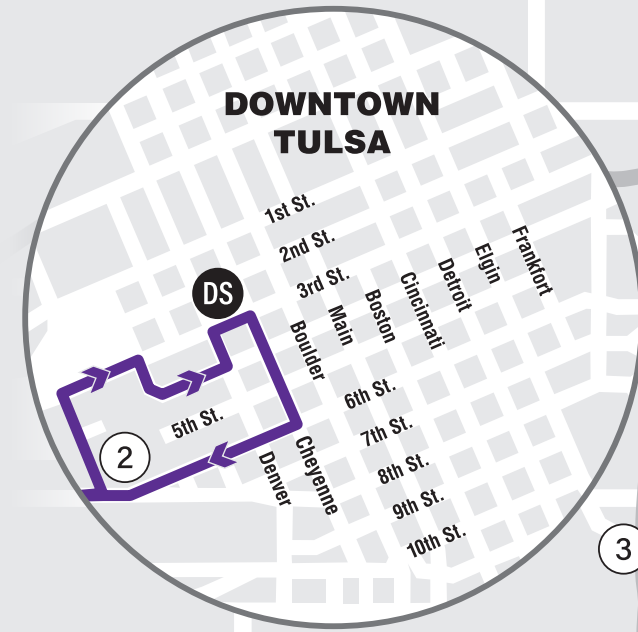 DOWNTOWN
TULSA
1st St.
2nd St.
3rd St.
Frankfort
Elgin
Detroit
Cincinnati
Boston
Main
Boulder
DS
6th St.
5th St.
7th St.
2
Cheyenne
Denver
8th St.
9th St.
10th St.
3